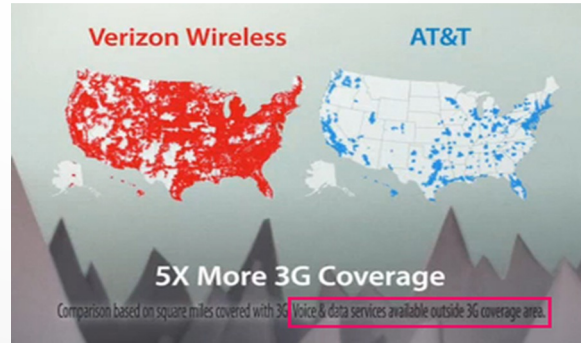 Verizon Wireless AT&T
5X More 3G Coverage
Comparison based on square miles covered with 3G. Voice & data services available outside 3G coverage area.